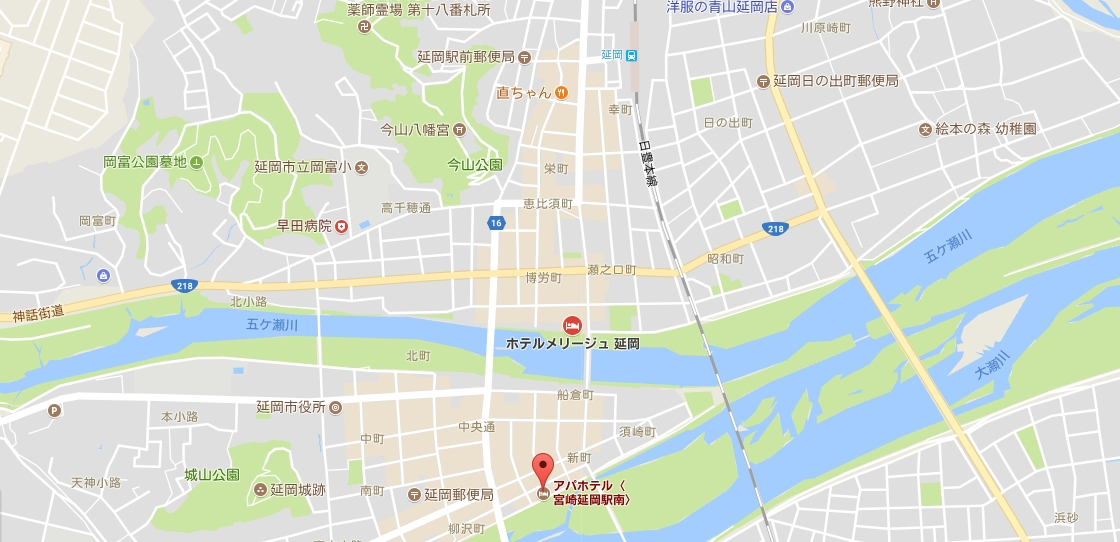 薬師霊場 第十八番札所
洋服の青山延岡店
熊野神社
川原崎町
延岡駅前郵便局
延岡
直ちゃん
延岡日の出町郵便局
幸町
日の出町
今山八幡宮
絵本の森 幼稚園
日豊本線
岡富公園墓地
延岡市立岡富小
今山公園
栄町
高千穂通
恵比須町
岡富町
早田病院
16
218
五ケ瀬川
昭和町
瀬之口町
博労町
218
北小路
神話街道
五ケ瀬川
ホテルメリージュ 延岡
北町
大瀬川
船倉町
P
延岡市役所
本小路
中央通
須崎町
中町
新町
城山公園
天神小路
延岡城跡
南町
延岡郵便局
アパホテル〈
宮崎延岡駅南〉
柳沢町
浜砂